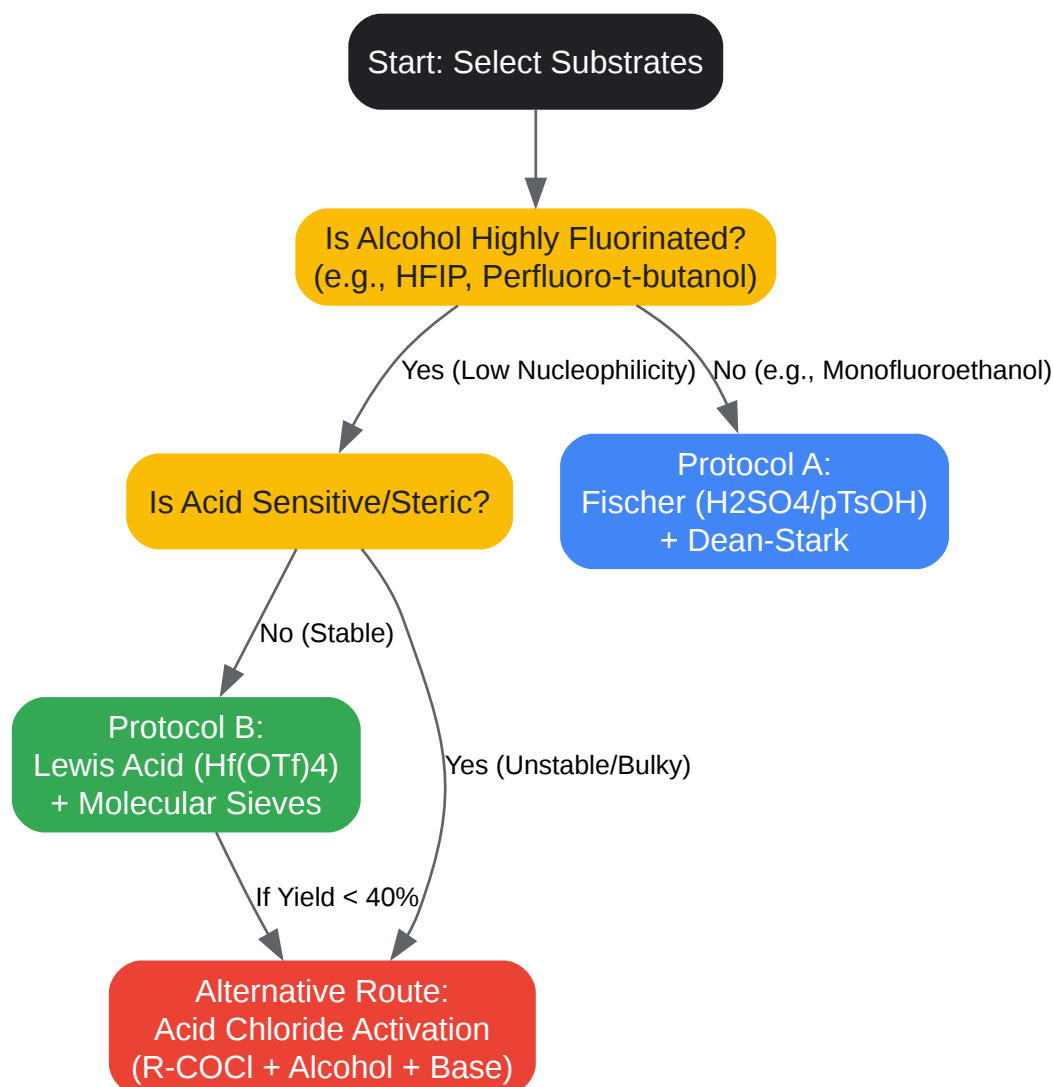 Start: Select Substrates
Is Alcohol Highly Fluorinated?
(e.g., HFIP, Perfluoro-t-butanol)
Yes (Low Nucleophilicity)
No (e.g., Monofluoroethanol)
Is Acid Sensitive/Steric?
Protocol A:
Fischer (H2SO4/pTsOH)
+ Dean-Stark
No (Stable)
Protocol B:
Lewis Acid (Hf(OTf)4)
+ Molecular Sieves
Yes (Unstable/Bulky)
If Yield < 40%
Alternative Route:
Acid Chloride Activation
(R-COCl + Alcohol + Base)